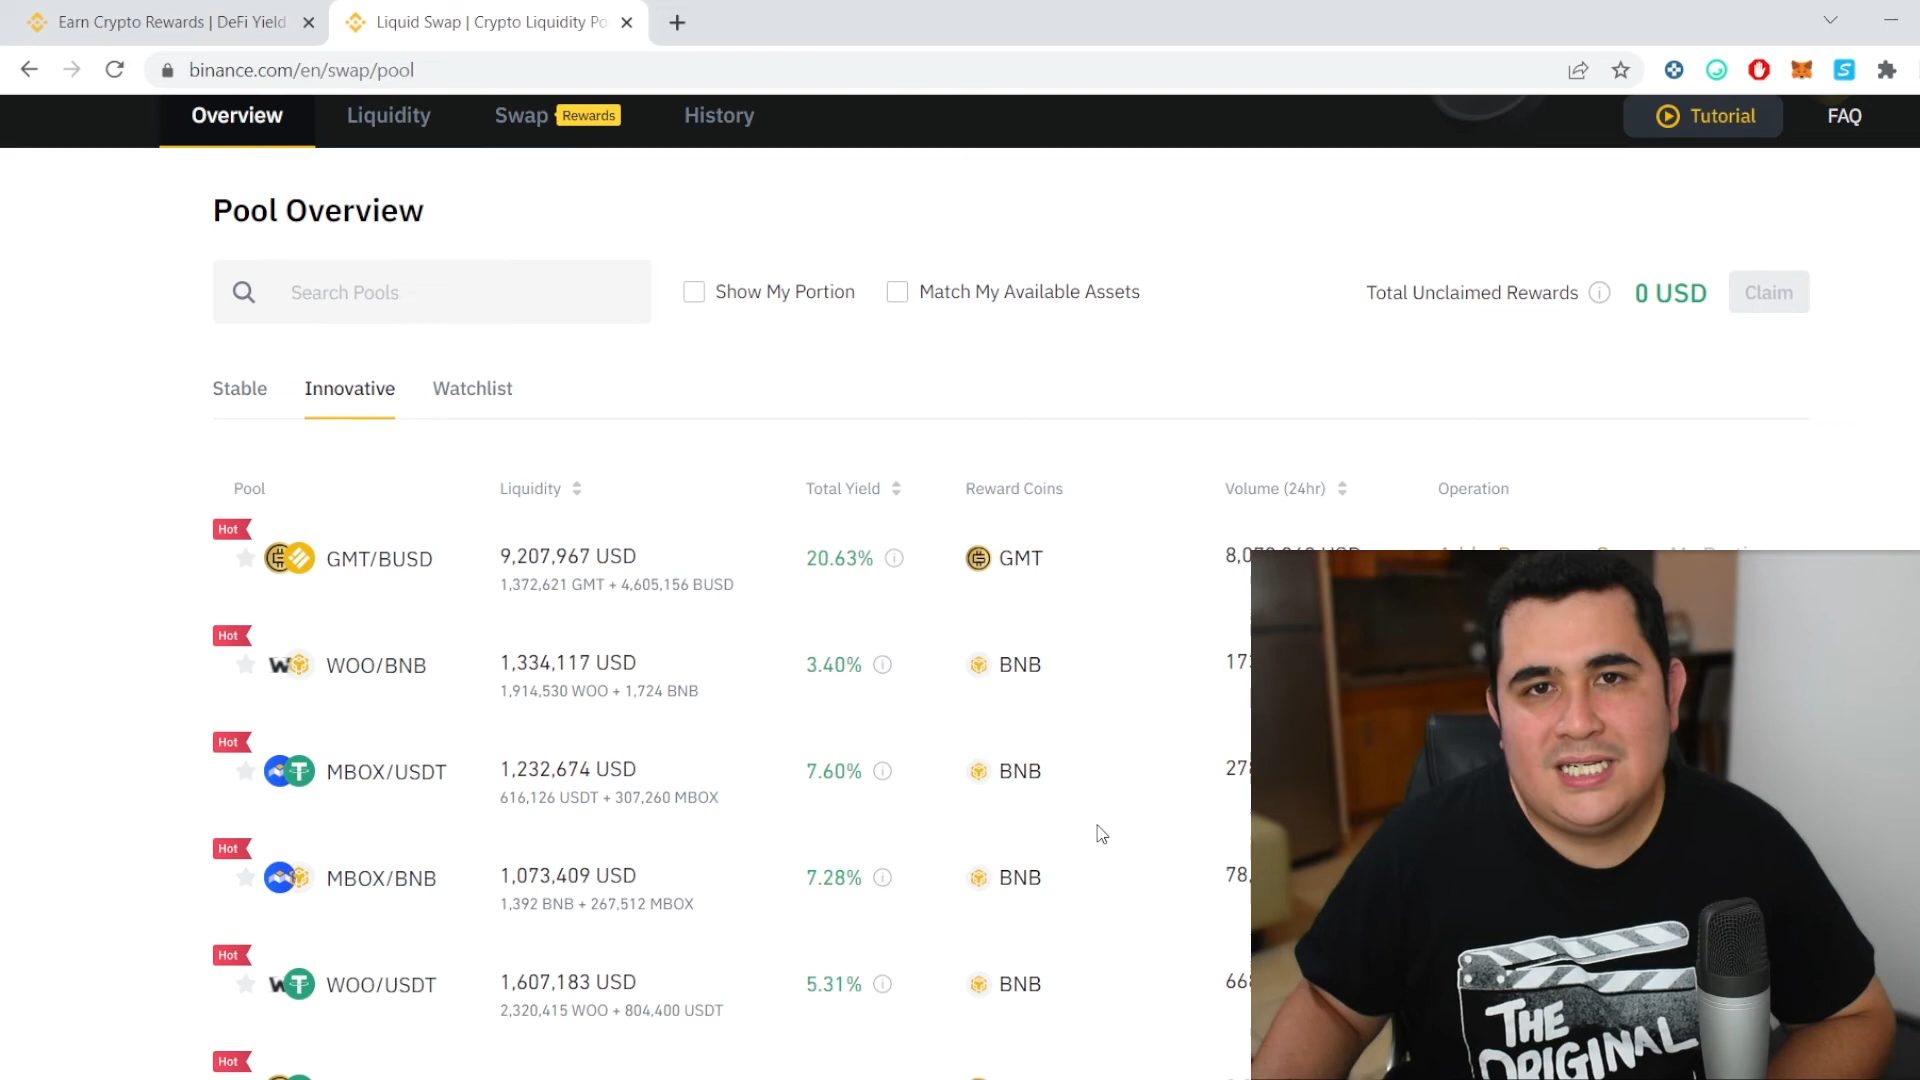 Earn Crypto Rewards | DeFi Yield
Liquid Swap | Crypto Liquidity Po
binance.com/en/swap/pool
Overview
Liquidity
Swap
Rewards
History
Tutorial
FAQ
Pool Overview
Search Pools
Show My Portion
Match My Available Assets
Total Unclaimed Rewards
0 USD
Claim
Stable
Innovative
Watchlist
Pool
Liquidity
Total Yield
Reward Coins
Volume (24hr)
Operation
Hot
GMT/BUSD
9,207,967 USD
1,372,621 GMT + 4,605,156 BUSD
20.63%
GMT
Hot
WOO/BNB
1,334,117 USD
1,914,530 WOO + 1,724 BNB
3.40%
BNB
Hot
MBOX/USDT
1,232,674 USD
616,126 USDT + 307,260 MBOX
7.60%
BNB
Hot
MBOX/BNB
1,073,409 USD
1,392 BNB + 267,512 MBOX
7.28%
BNB
78,
Hot
WOO/USDT
1,607,183 USD
2,320,415 WOO + 804,400 USDT
5.31%
BNB
Hot
THE
ORIGINAL